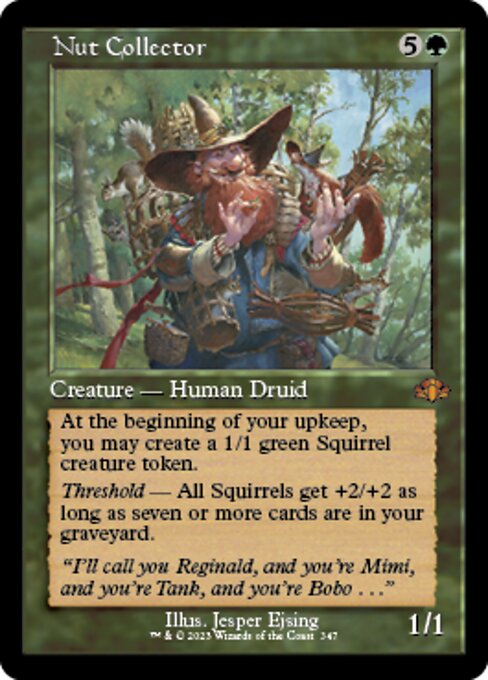 Nut Collector 5
Creature — Human Druid
At the beginning of your upkeep,
you may create a 1/1 green Squirrel
creature token.
Threshold — All Squirrels get +2/+2 as
long as seven or more cards are in your
graveyard.
“I'll call you Reginald, and you're Mimi,
and you're Tank, and you're Bobo . . .”
Illus. Jesper Ejsing
™ & © 2023 Wizards of the Coast 347
1/1